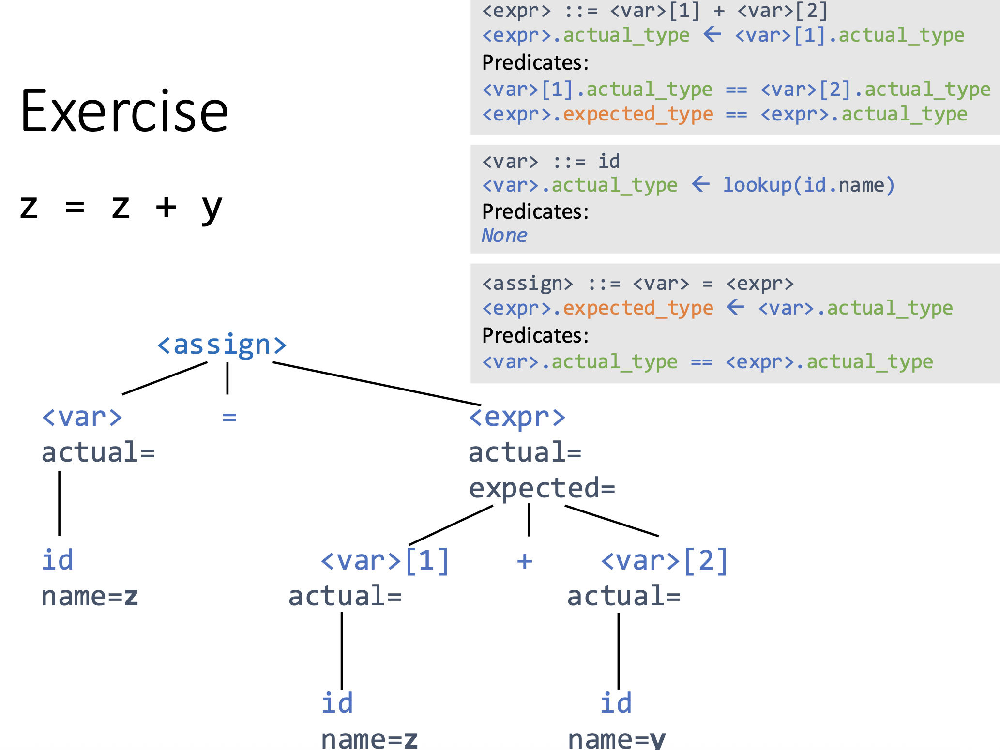 Exercise
z = z + y
<expr> ::= <var>[1] + <var>[2]
<expr>.actual_type ← <var>[1].actual_type
Predicates:
<var>[1].actual_type == <var>[2].actual_type
<expr>.expected_type == <expr>.actual_type
<var> ::= id
<var>.actual_type ← lookup(id.name)
Predicates:
None
<assign> ::= <var> = <expr>
<expr>.expected_type ← <var>.actual_type
Predicates:
<var>.actual_type == <expr>.actual_type
<assign>
<var> = <expr>
actual= actual=
expected=
id <var>[1] + <var>[2]
name=z actual= actual=
id id
name=z name=y